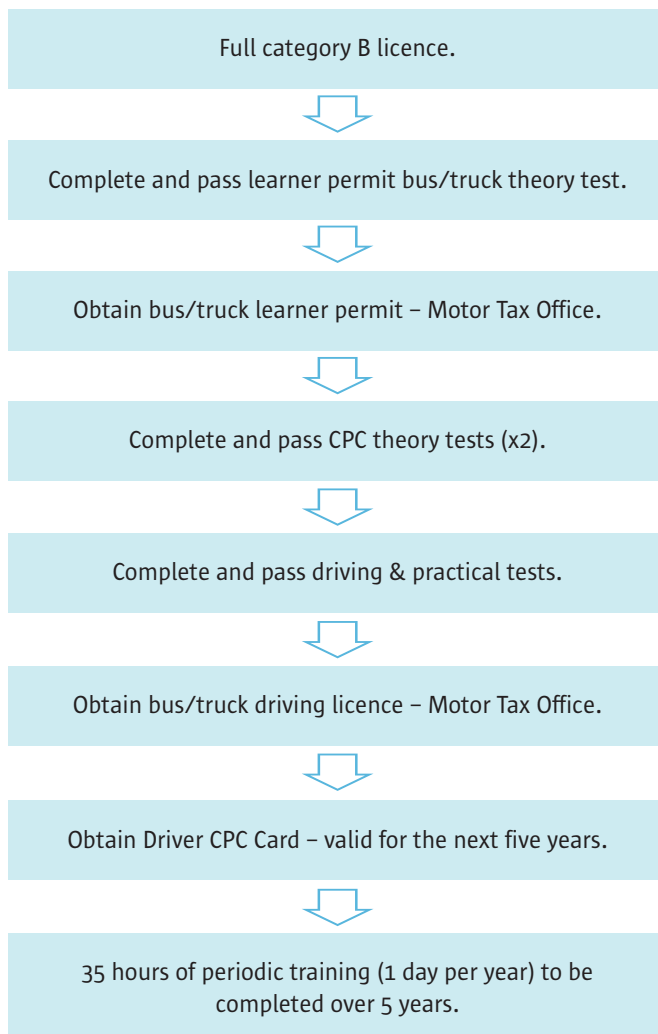 Full category B licence.
Complete and pass learner permit bus/truck theory test.
Obtain bus/truck learner permit – Motor Tax Office.
Complete and pass CPC theory tests (x2).
Complete and pass driving & practical tests.
Obtain bus/truck driving licence – Motor Tax Office.
Obtain Driver CPC Card – valid for the next five years.
35 hours of periodic training (1 day per year) to be
completed over 5 years.